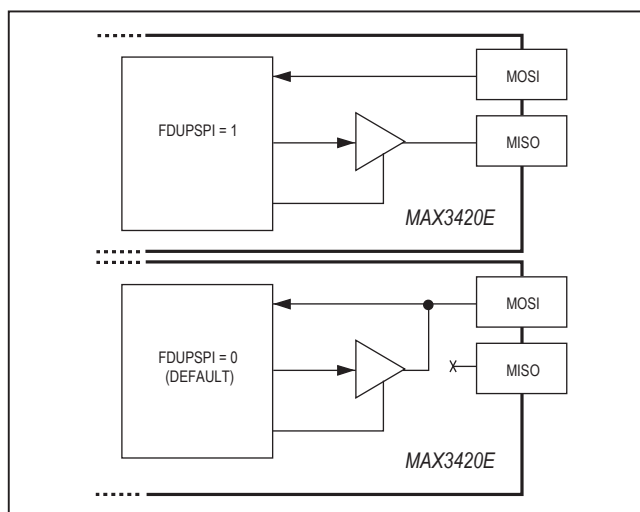 MOSI
FDUPSPI = 1
MISO
MAX3420E
MOSI
FDUPSPI = 0
(DEFAULT)
MISO
MAX3420E